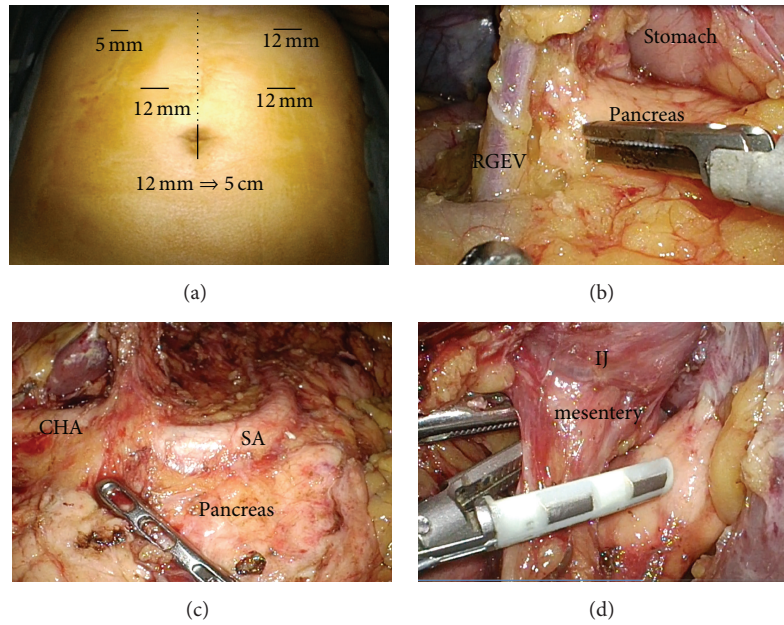 5 mm
12 mm
12 mm
12 mm
12 mm ⇒ 5 cm
(a)
Stomach
Pancreas
RGEV
(b)
CHA
SA
Pancreas
(c)
IJ
mesentery
(d)